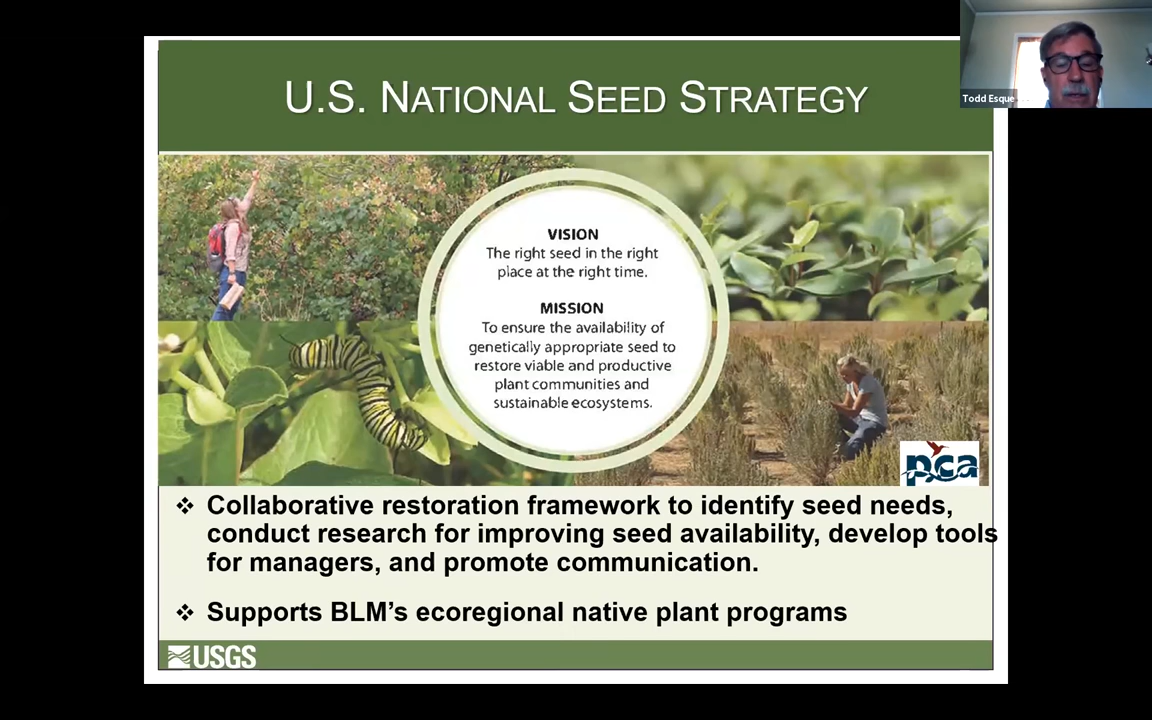 U.S. NATIONAL SEED STRATEGY
Todd Esque
VISION
The right seed in the right
place at the right time.
MISSION
To ensure the availability of
genetically appropriate seed to
restore viable and productive
plant communities and
sustainable ecosystems.
pca
❖ Collaborative restoration framework to identify seed needs,
conduct research for improving seed availability, develop tools
for managers, and promote communication.
❖ Supports BLM’s ecoregional native plant programs
USGS